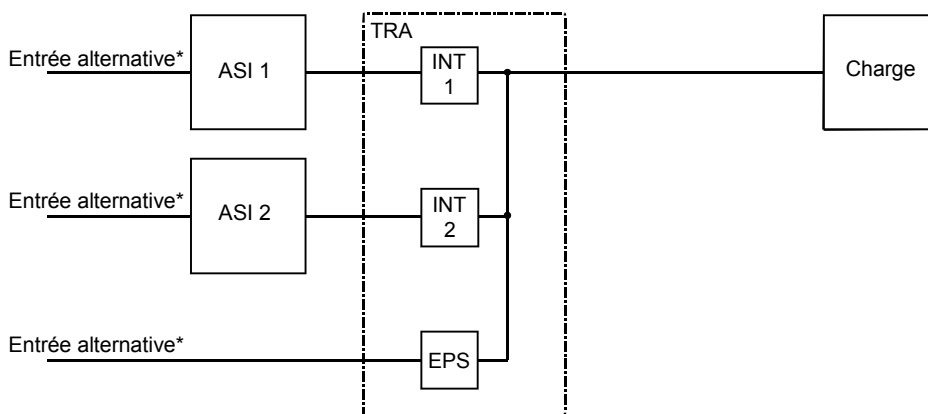 TRA
Entrée alternative*
ASI 1
INT
1
Charge
Entrée alternative*
ASI 2
INT
2
Entrée alternative*
EPS